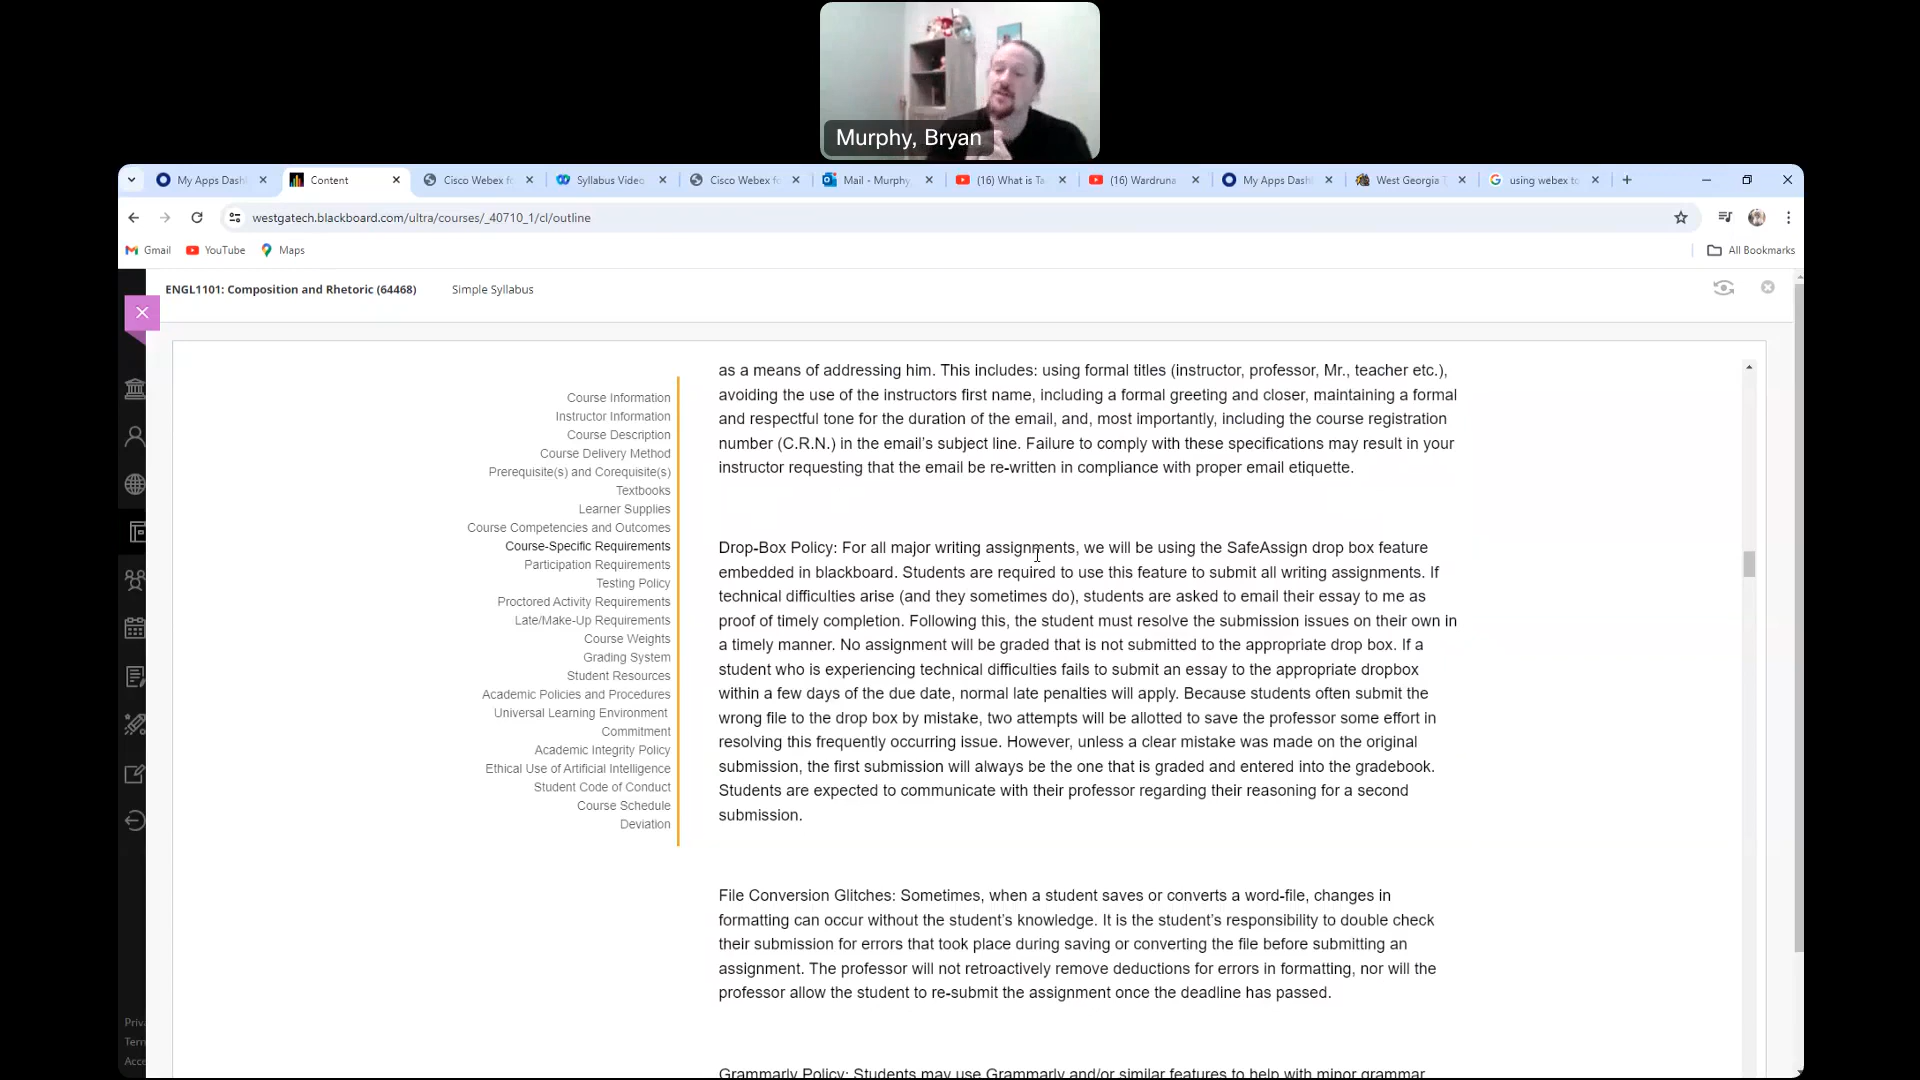 Murphy, Bryan
My Apps Dash
Content
Cisco Webex fo
Syllabus Video
Cisco Webex fo
Mail - Murphy,
(16) What is Ta
(16) Wardruna
My Apps Dash
West Georgia T
using webex to
westgatech.blackboard.com/ultra/courses/_40710_1/cl/outline
Gmail
YouTube
Maps
All Bookmarks
ENGL1101: Composition and Rhetoric (64468)
Simple Syllabus
Course Information
Instructor Information
Course Description
Course Delivery Method
Prerequisite(s) and Corequisite(s)
Textbooks
Learner Supplies
Course Competencies and Outcomes
Course-Specific Requirements
Participation Requirements
Testing Policy
Proctored Activity Requirements
Late/Make-Up Requirements
Course Weights
Grading System
Student Resources
Academic Policies and Procedures
Universal Learning Environment
Commitment
Academic Integrity Policy
Ethical Use of Artificial Intelligence
Student Code of Conduct
Course Schedule
Deviation
as a means of addressing him. This includes: using formal titles (instructor, professor, Mr., teacher etc.),
avoiding the use of the instructors first name, including a formal greeting and closer, maintaining a formal
and respectful tone for the duration of the email, and, most importantly, including the course registration
number (C.R.N.) in the email's subject line. Failure to comply with these specifications may result in your
instructor requesting that the email be re-written in compliance with proper email etiquette.
Drop-Box Policy: For all major writing assignments, we will be using the SafeAssign drop box feature
embedded in blackboard. Students are required to use this feature to submit all writing assignments. If
technical difficulties arise (and they sometimes do), students are asked to email their essay to me as
proof of timely completion. Following this, the student must resolve the submission issues on their own in
a timely manner. No assignment will be graded that is not submitted to the appropriate drop box. If a
student who is experiencing technical difficulties fails to submit an essay to the appropriate dropbox
within a few days of the due date, normal late penalties will apply. Because students often submit the
wrong file to the drop box by mistake, two attempts will be allotted to save the professor some effort in
resolving this frequently occurring issue. However, unless a clear mistake was made on the original
submission, the first submission will always be the one that is graded and entered into the gradebook.
Students are expected to communicate with their professor regarding their reasoning for a second
submission.
File Conversion Glitches: Sometimes, when a student saves or converts a word-file, changes in
formatting can occur without the student's knowledge. It is the student's responsibility to double check
their submission for errors that took place during saving or converting the file before submitting an
assignment. The professor will not retroactively remove deductions for errors in formatting, nor will the
professor allow the student to re-submit the assignment once the deadline has passed.
Grammarly Policy: Students may use Grammarly and/or similar features to help with minor grammar
Priv
Tern
Acce